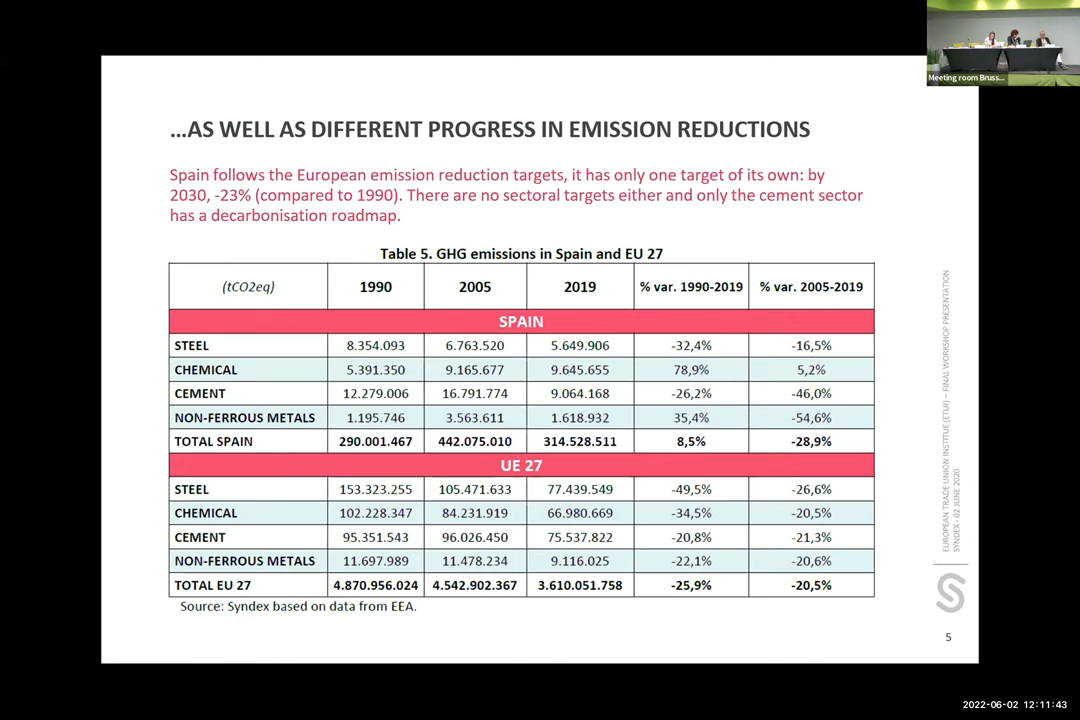 Meeting room Bruss...
...AS WELL AS DIFFERENT PROGRESS IN EMISSION REDUCTIONS
Spain follows the European emission reduction targets, it has only one target of its own: by
2030, -23% (compared to 1990). There are no sectoral targets either and only the cement sector
has a decarbonisation roadmap.
Table 5. GHG emissions in Spain and EU 27
(tCO2eq) 1990 2005 2019 % var. 1990-2019 % var. 2005-2019
SPAIN
STEEL 8.354.093 6.763.520 5.649.906 -32,4% -16,5%
CHEMICAL 5.391.350 9.165.677 9.645.655 78,9% 5,2%
CEMENT 12.279.006 16.791.774 9.064.168 -26,2% -46,0%
NON-FERROUS METALS 1.195.746 3.563.611 1.618.932 35,4% -54,6%
TOTAL SPAIN 290.001.467 442.075.010 314.528.511 8,5% -28,9%
UE 27
STEEL 153.323.255 105.471.633 77.439.549 -49,5% -26,6%
CHEMICAL 102.228.347 84.231.919 66.980.669 -34,5% -20,5%
CEMENT 95.351.543 96.026.450 75.537.822 -20,8% -21,3%
NON-FERROUS METALS 11.697.989 11.478.234 9.116.025 -22,1% -20,6%
TOTAL EU 27 4.870.956.024 4.542.902.367 3.610.051.758 -25,9% -20,5%
Source: Syndex based on data from EEA.
EUROPEAN TRADE UNION INSTITUE (ETUI) – FINAL WORKSHOP PRESENTATION
SYNDEX - 02 JUNE 2020
S
5
2022-06-02 12:11:43